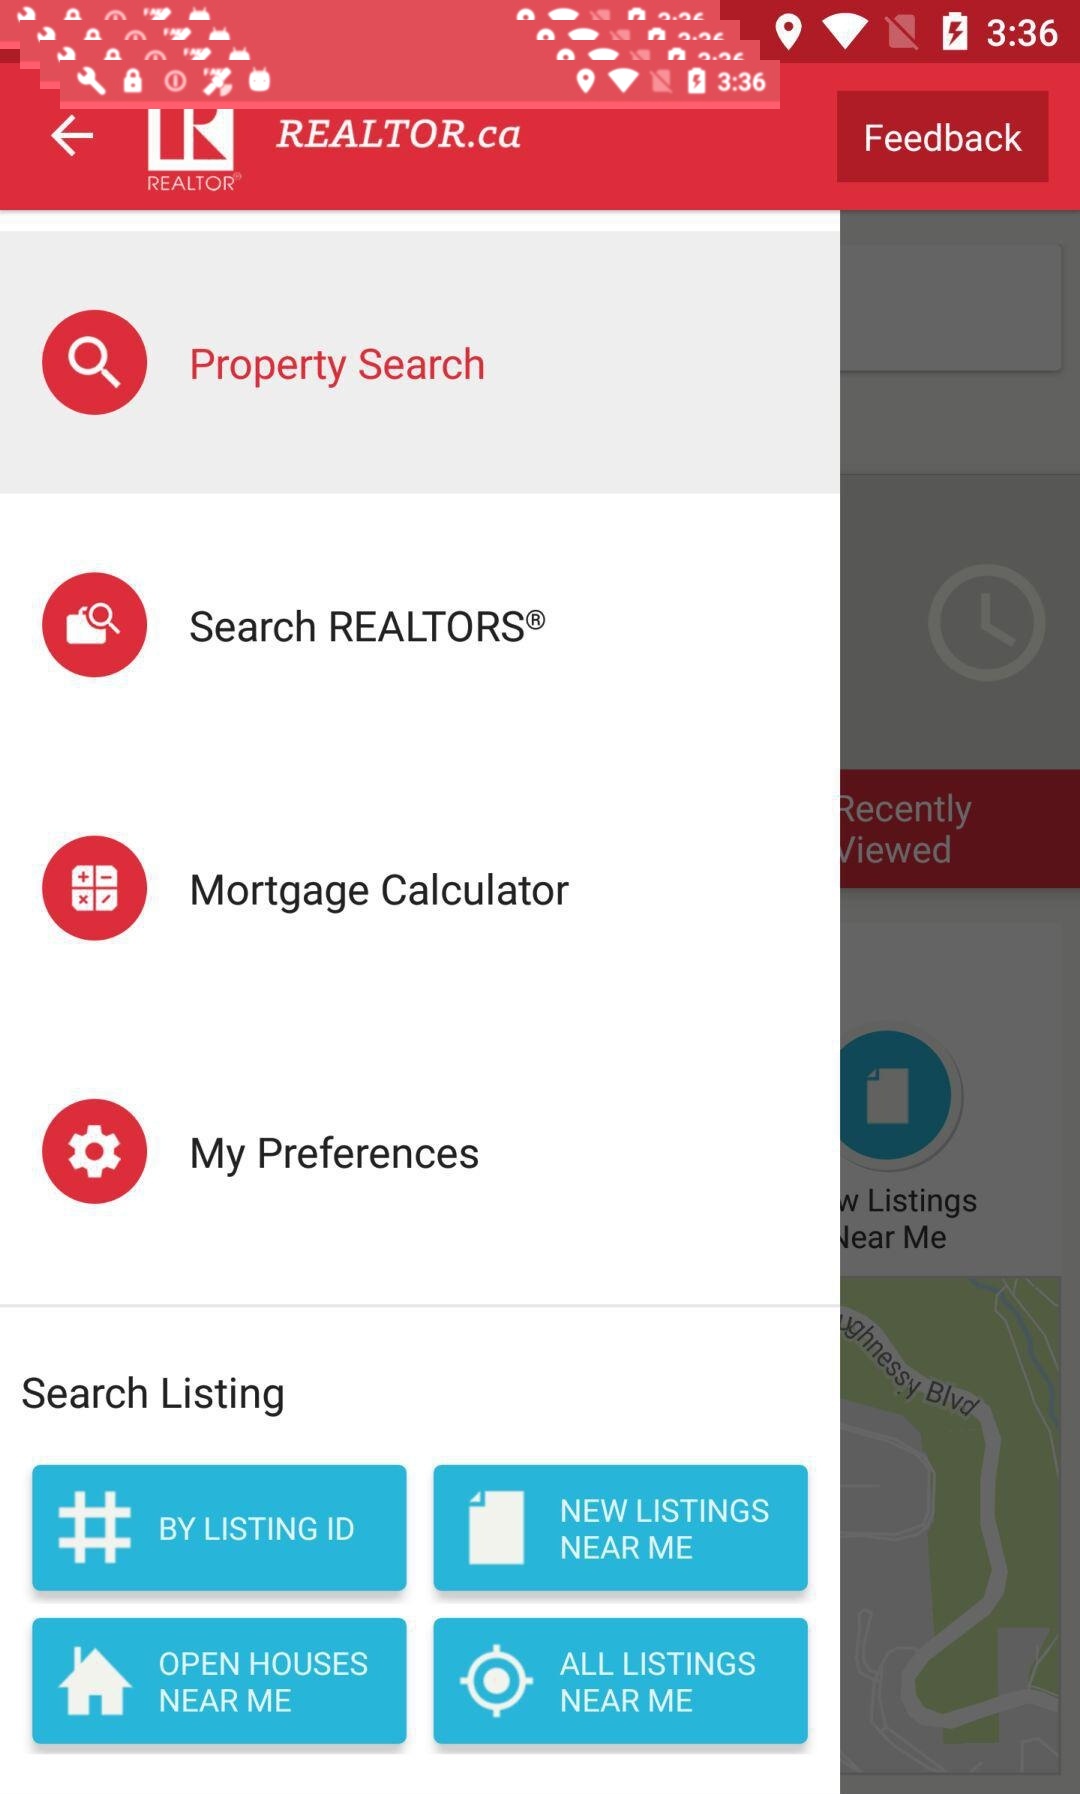 3:36
3:36
REALTOR.ca
REALTOR®
Feedback
Property Search
Search REALTORS®
Recently
Viewed
Mortgage Calculator
My Preferences
Listings
Near Me
Search Listing
Blvd
BY LISTING ID
NEW LISTINGS
NEAR ME
OPEN HOUSES
NEAR ME
ALL LISTINGS
NEAR ME